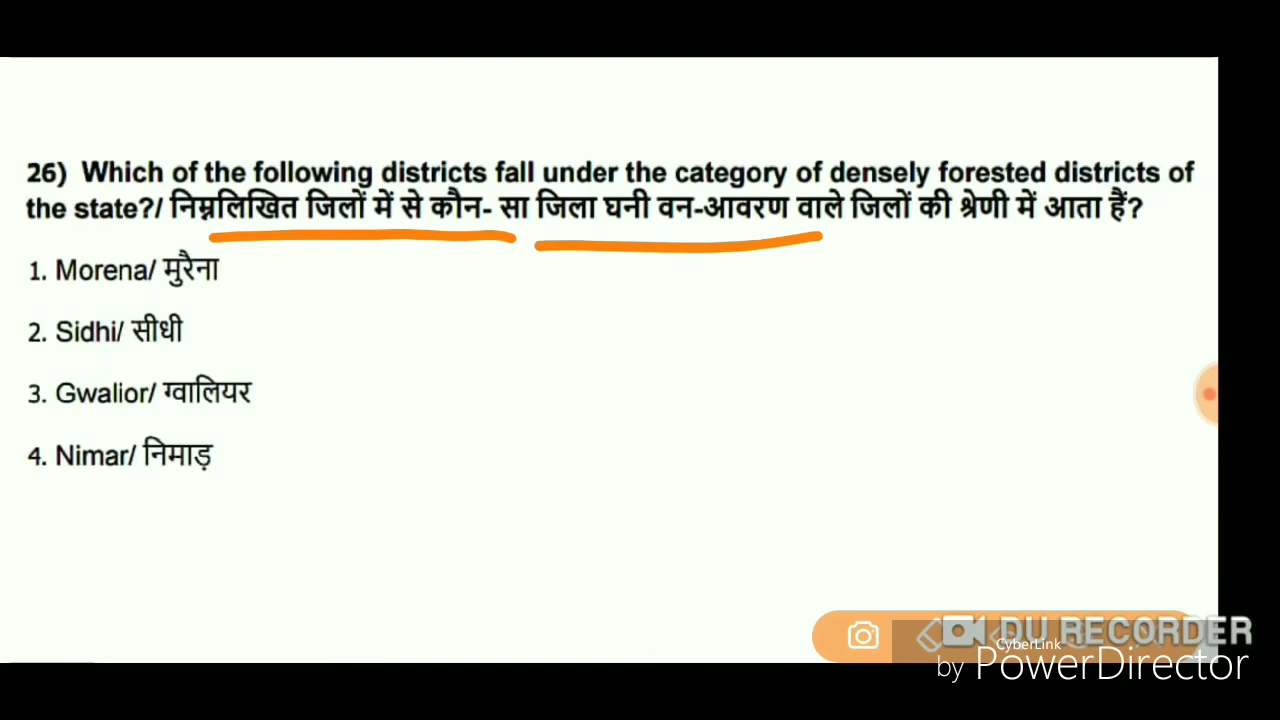 26) Which of the following districts fall under the category of densely forested districts of
the state?/ निम्नलिखित जिलों में से कौन- सा जिला घनी वन-आवरण वाले जिलों की श्रेणी में आता हैं?
1. Morena/ मुरैना
2. Sidhi/ सीधी
3. Gwalior/ ग्वालियर
4. Nimar/ निमाड़
DU RECORDER
CyberLink
by PowerDirector